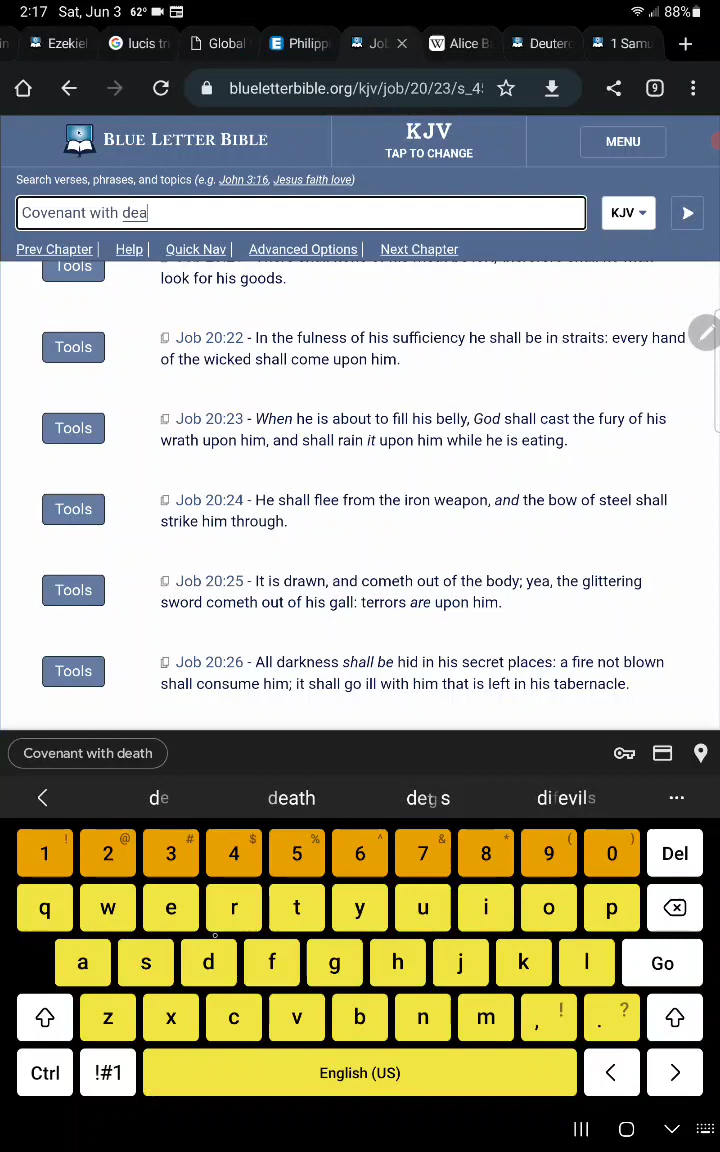 2:17 Sat, Jun 3 62° 88%
Ezekiel lucis tr Global Philipp Jo Alice B Deutero 1 Samu
blueletterbible.org/kjv/job/20/23/s_45 9
BLUE LETTER BIBLE KJV TAP TO CHANGE MENU
Search verses, phrases, and topics (e.g. John 3:16, Jesus faith love)
Covenant with dea KJV
Prev Chapter | Help | Quick Nav | Advanced Options | Next Chapter
Tools
look for his goods.
Tools Job 20:22 - In the fulness of his sufficiency he shall be in straits: every hand
of the wicked shall come upon him.
Tools Job 20:23 - When he is about to fill his belly, God shall cast the fury of his
wrath upon him, and shall rain it upon him while he is eating.
Tools Job 20:24 - He shall flee from the iron weapon, and the bow of steel shall
strike him through.
Tools Job 20:25 - It is drawn, and cometh out of the body; yea, the glittering
sword cometh out of his gall: terrors are upon him.
Tools Job 20:26 - All darkness shall be hid in his secret places: a fire not blown
shall consume him; it shall go ill with him that is left in his tabernacle.
Covenant with death
de death
1 ! 2 @ 3 # 4 $ 5 % 6 ^ 7 & 8 * 9 ( 0 ) Del
q w e r t y u i o p
a s d f g h j k l Go
z x c v b n m , ! . ?
Ctrl !#1 English (US) < >